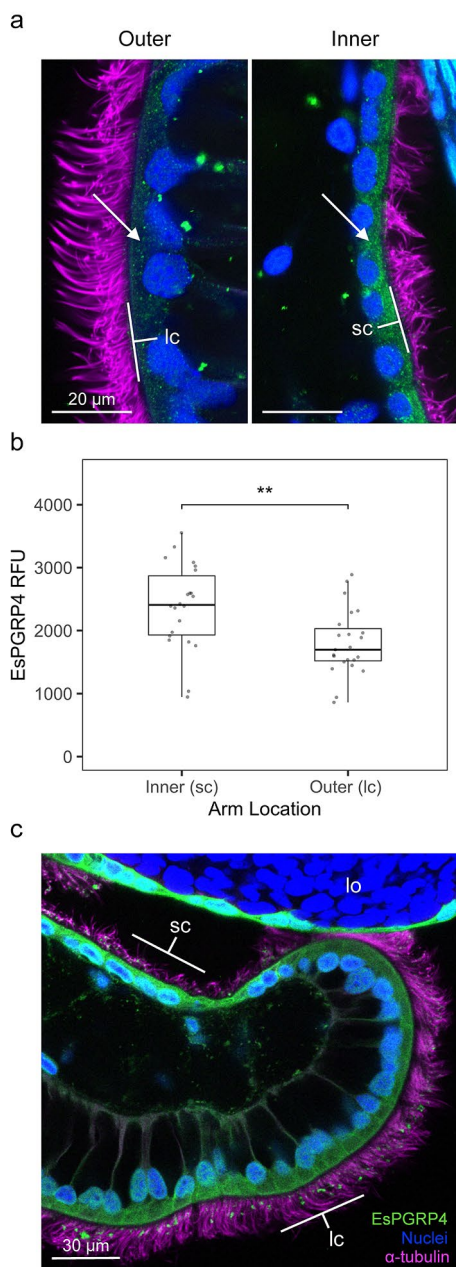 a
Outer Inner
lc
sc
20 μm
b
**
4000
3000
2000
1000
0
EsPGRP4 RFU
Inner (sc) Outer (lc)
Arm Location
c
lo
sc
lc
EsPGRP4
Nuclei
α-tubulin
30 μm